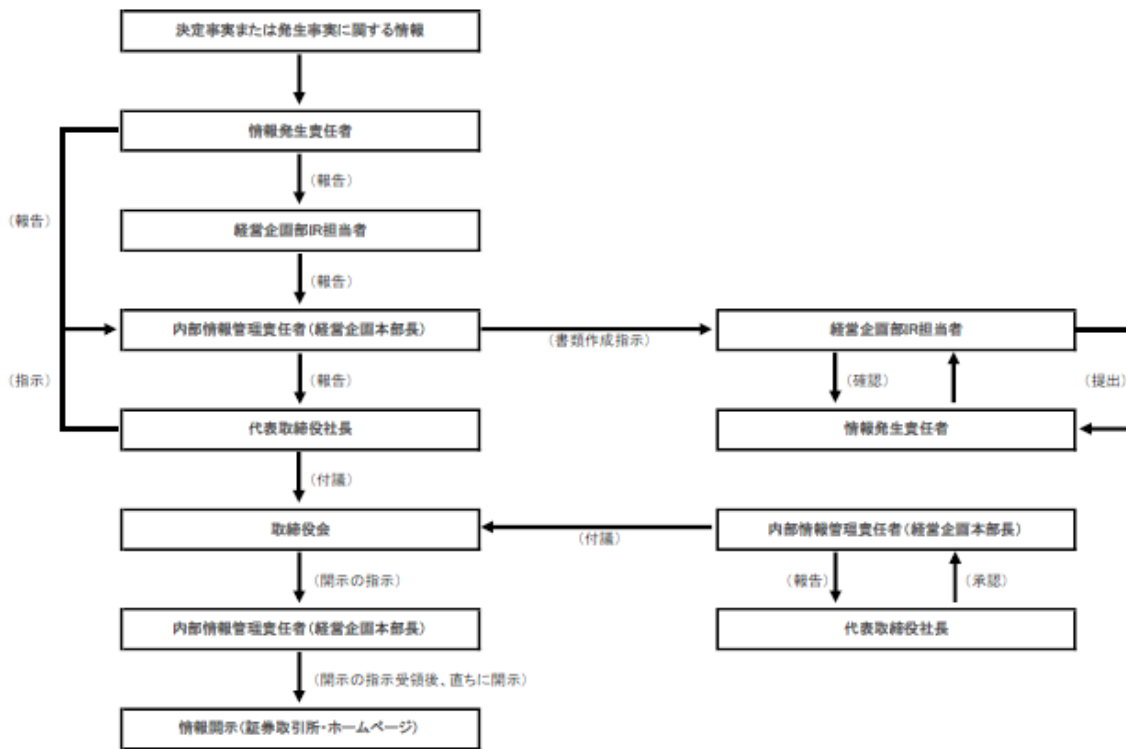 決定事実または発生事実に関する情報
情報発生責任者
（報告）
（報告）
経営企画部IR担当者
（報告）
内部情報管理責任者（経営企画本部長）
（書類作成指示）
経営企画部IR担当者
（指示）
（報告）
（確認）
（提出）
代表取締役社長
情報発生責任者
（付議）
取締役会
（付議）
内部情報管理責任者（経営企画本部長）
（開示の指示）
（報告）
（承認）
内部情報管理責任者（経営企画本部長）
代表取締役社長
（開示の指示受領後、直ちに開示）
情報開示（証券取引所・ホームページ）